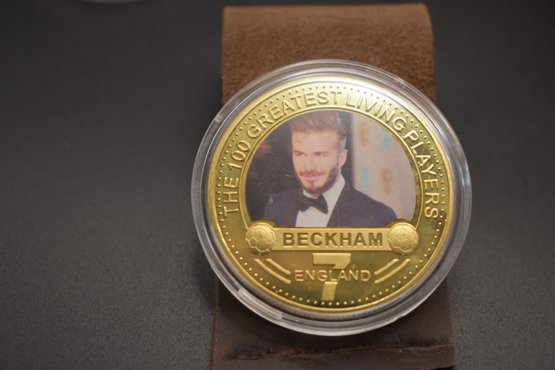 THE 100 GREATEST LIVING PLAYERS
BECKHAM
7
ENGLAND